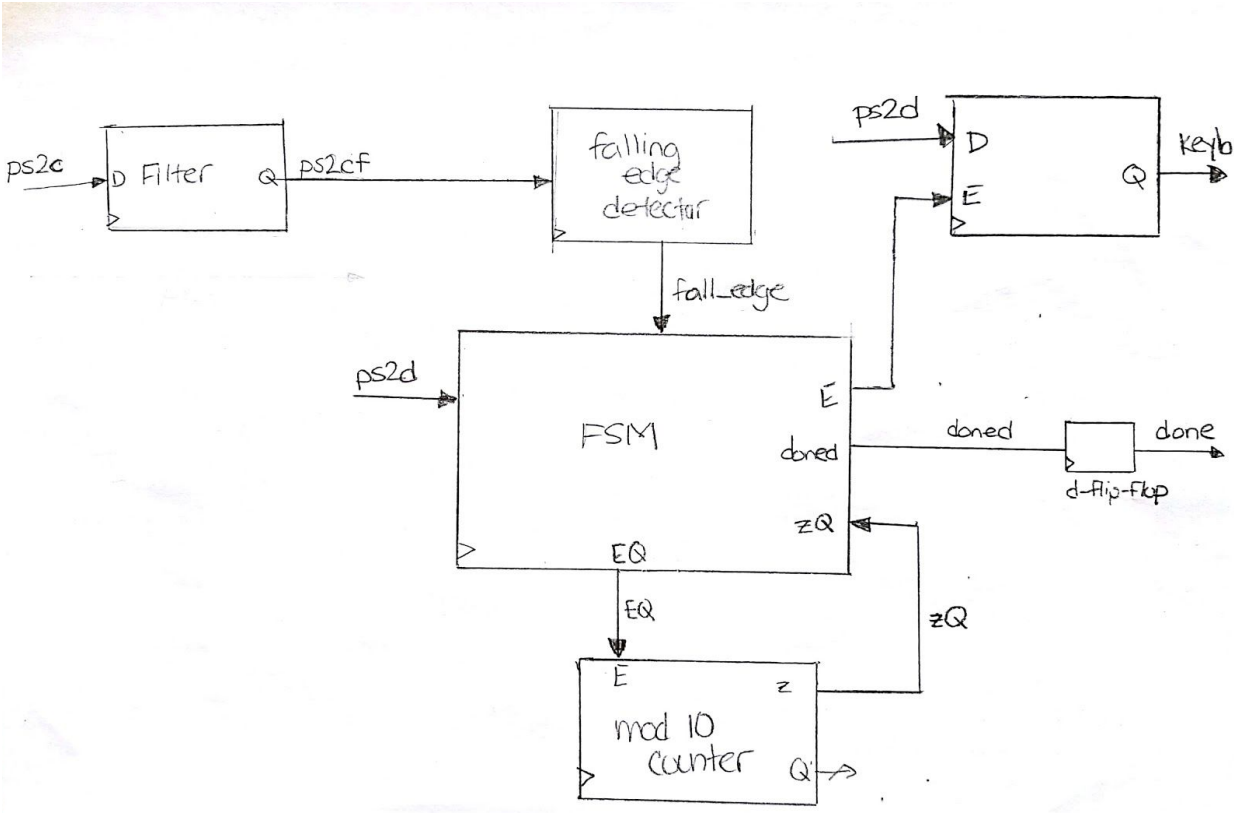 ps2c
D Filter Q
ps2cf
falling
edge
detector
ps2d
D
E
Q
keyb
fall_edge
ps2d
FSM
E
doned
zQ
EQ
doned
done
d-flip-flop
EQ
zQ
E
z
mod 10
counter
Q